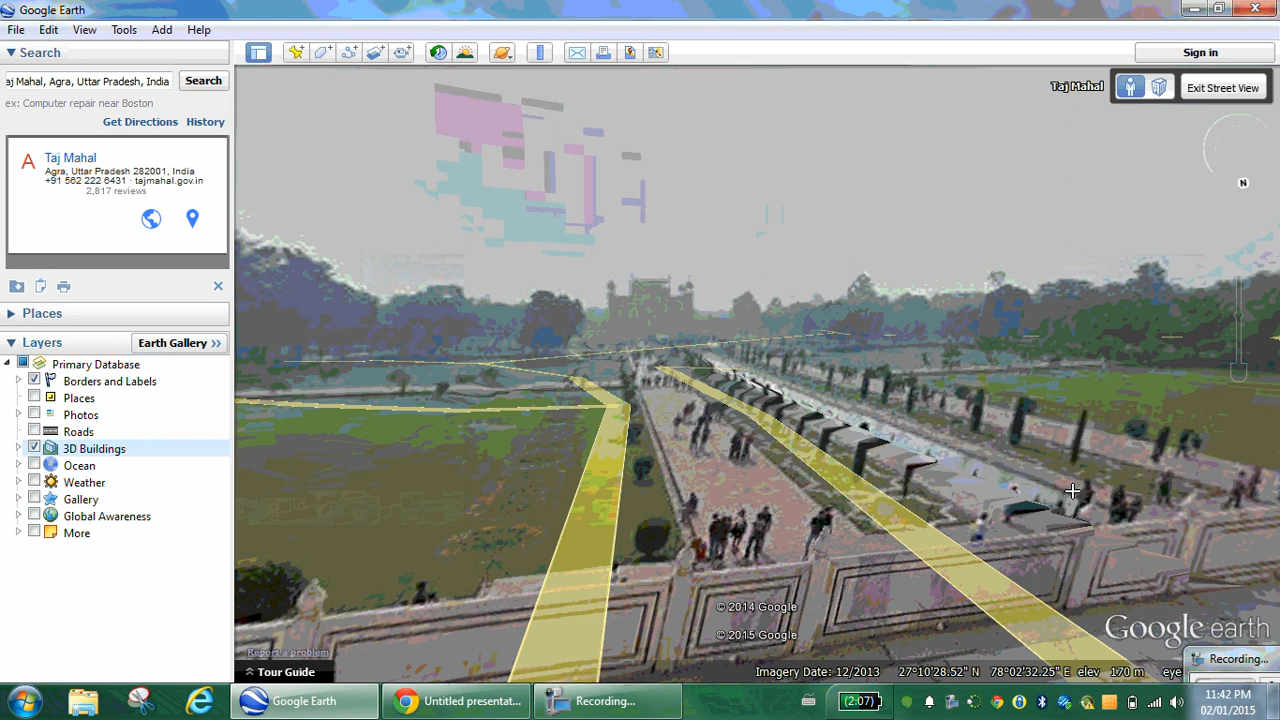 Google Earth
File Edit View Tools Add Help
Search
Sign in
aj Mahal, Agra, Uttar Pradesh, India
Search
ex: Computer repair near Boston
Get Directions History
Taj Mahal
Exit Street View
A Taj Mahal
Agra, Uttar Pradesh 282001, India
+91 562 222 6431 · tajmahal.gov.in
2,817 reviews
N
Places
Layers
Earth Gallery >>
Primary Database
Borders and Labels
Places
Photos
Roads
3D Buildings
Ocean
Weather
Gallery
Global Awareness
More
© 2014 Google
© 2015 Google
Google earth
Report a problem
Tour Guide
Imagery Date: 12/2013 27°10'28.52" N 78°02'32.25" E elev 170 m eye
Recording...
Google Earth
Untitled presentat...
Recording...
(2:07)
11:42 PM
02/01/2015